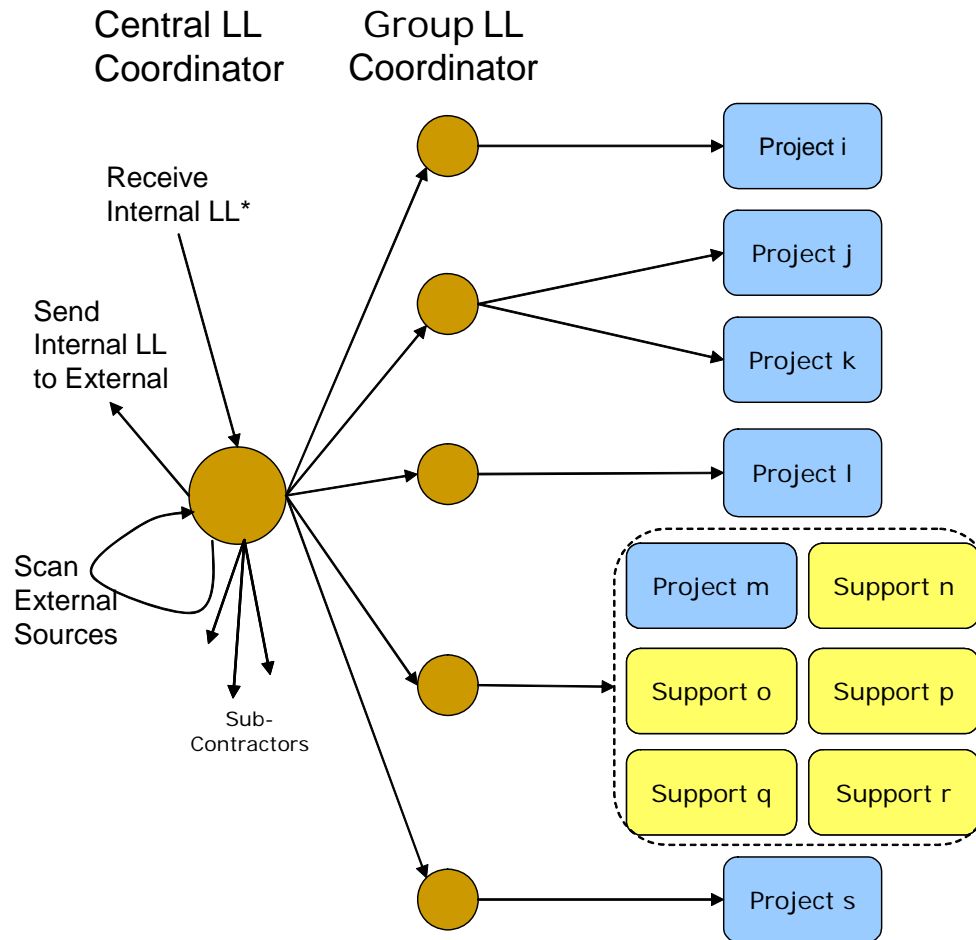 Central LL
Coordinator
Group LL
Coordinator
Receive
Internal LL*
Send
Internal LL
to External
Scan
External
Sources
Sub-
Contractors
Project i
Project j
Project k
Project l
Project m
Support n
Support o
Support p
Support q
Support r
Project s